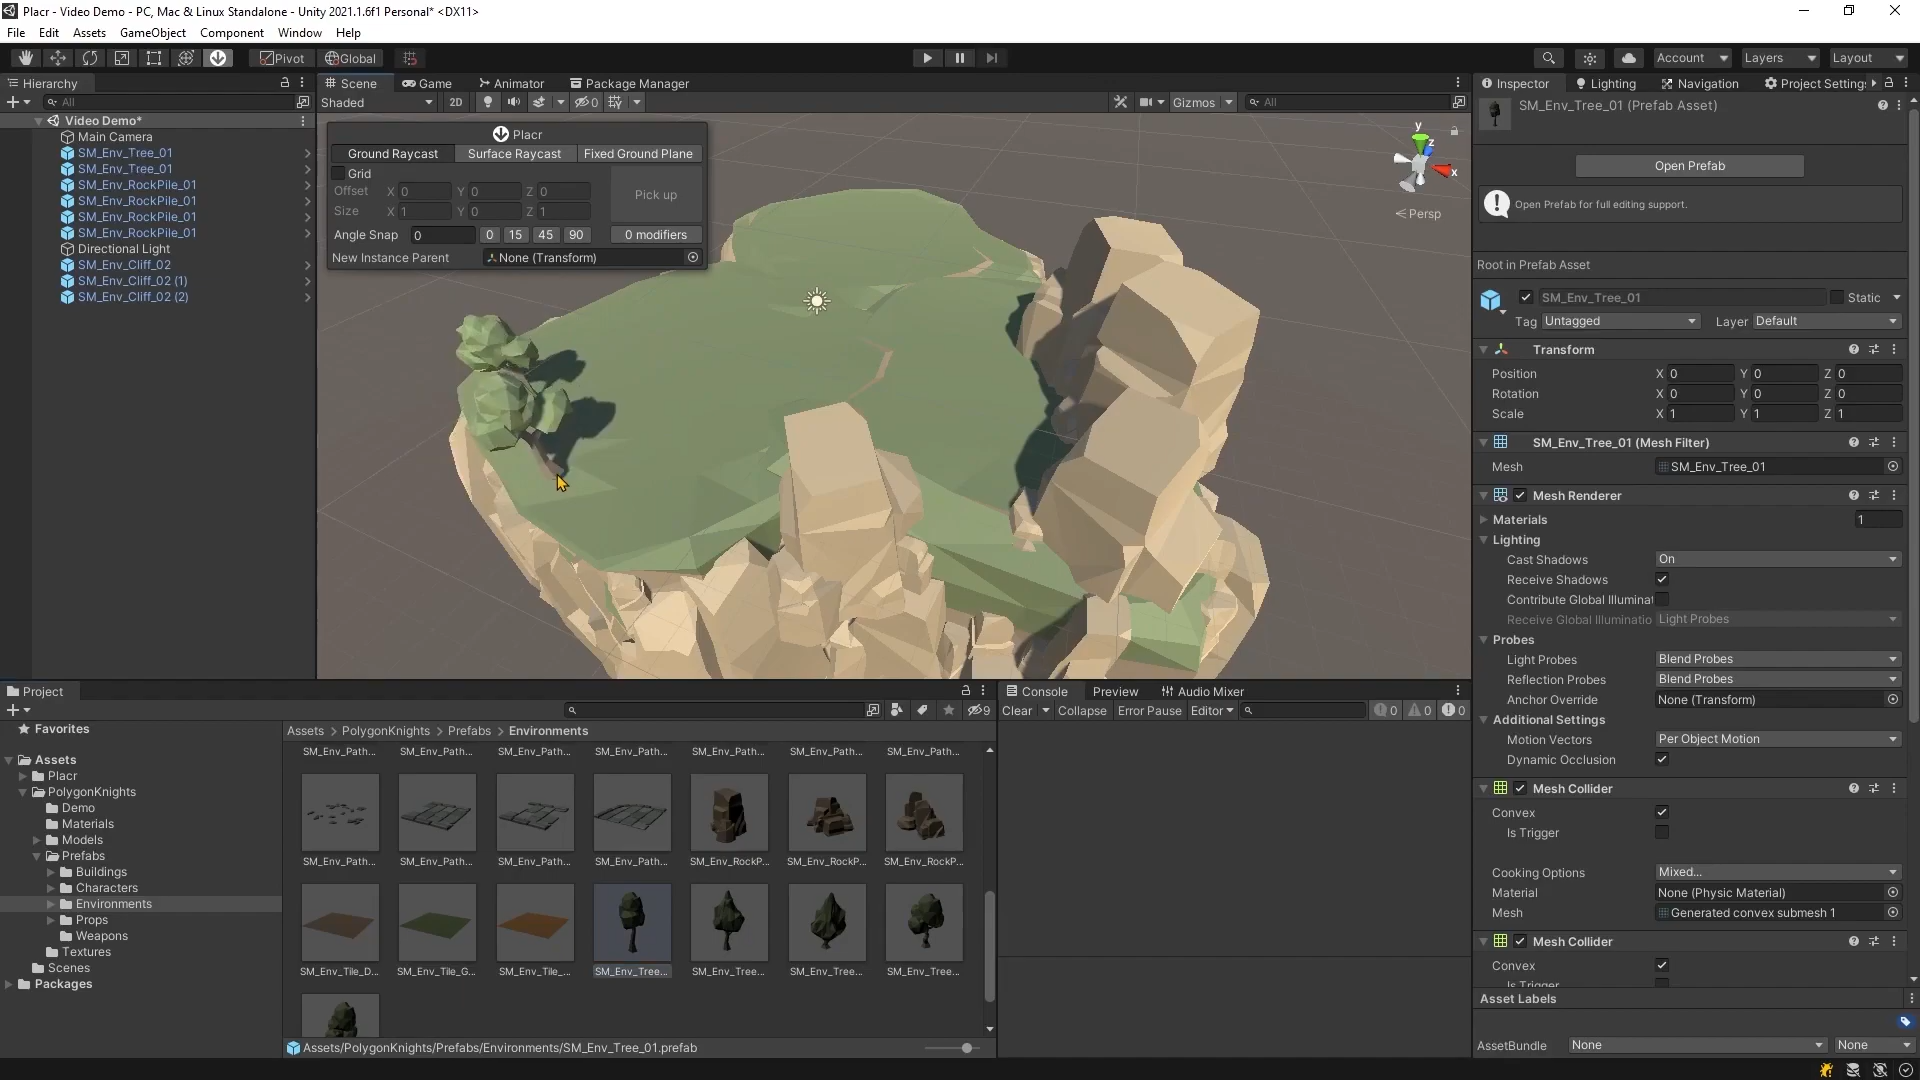 Placr - Video Demo - PC, Mac & Linux Standalone - Unity 2021.1.6f1 Personal* <DX11>
File Edit Assets GameObject Component Window Help
Pivot Global Account Layers Layout
Hierarchy
All
Video Demo*
Main Camera
SM_Env_Tree_01
SM_Env_Tree_01
SM_Env_RockPile_01
SM_Env_RockPile_01
SM_Env_RockPile_01
SM_Env_RockPile_01
Directional Light
SM_Env_Cliff_02
SM_Env_Cliff_02 (1)
SM_Env_Cliff_02 (2)
Scene Game Animator Package Manager
Shaded 2D 0 Gizmos All
Placr
Ground Raycast Surface Raycast Fixed Ground Plane
Grid
Offset X 0 Y 0 Z 0
Pick up
Size X 1 Y 0 Z 1
Angle Snap 0 0 15 45 90 0 modifiers
New Instance Parent None (Transform)
y
z
x
Persp
Inspector Lighting Navigation Project Settings
SM_Env_Tree_01 (Prefab Asset)
Open Prefab
Open Prefab for full editing support.
Root in Prefab Asset
SM_Env_Tree_01 Static
Tag Untagged Layer Default
Transform
Position X 0 Y 0 Z 0
Rotation X 0 Y 0 Z 0
Scale X 1 Y 1 Z 1
SM_Env_Tree_01 (Mesh Filter)
Mesh SM_Env_Tree_01
Mesh Renderer
Materials 1
Lighting
Cast Shadows On
Receive Shadows
Contribute Global Illuminat
Receive Global Illuminatio Light Probes
Probes
Light Probes Blend Probes
Reflection Probes Blend Probes
Anchor Override None (Transform)
Additional Settings
Motion Vectors Per Object Motion
Dynamic Occlusion
Mesh Collider
Convex
Is Trigger
Cooking Options Mixed...
Material None (Physic Material)
Mesh Generated convex submesh 1
Mesh Collider
Convex
Is Trigger
Asset Labels
AssetBundle None None
Project
9
Favorites
Assets
Placr
PolygonKnights
Demo
Materials
Models
Prefabs
Buildings
Characters
Environments
Props
Weapons
Textures
Scenes
Packages
Assets > PolygonKnights > Prefabs > Environments
SM_Env_Path... SM_Env_Path... SM_Env_Path... SM_Env_Path... SM_Env_Path... SM_Env_Path... SM_Env_Path...
SM_Env_Path... SM_Env_Path... SM_Env_Path... SM_Env_Path... SM_Env_RockP... SM_Env_RockP... SM_Env_RockP...
SM_Env_Tile_D... SM_Env_Tile_G... SM_Env_Tile_... SM_Env_Tree... SM_Env_Tree... SM_Env_Tree... SM_Env_Tree...
Assets/PolygonKnights/Prefabs/Environments/SM_Env_Tree_01.prefab
Console Preview Audio Mixer
Clear Collapse Error Pause Editor 0 0 0